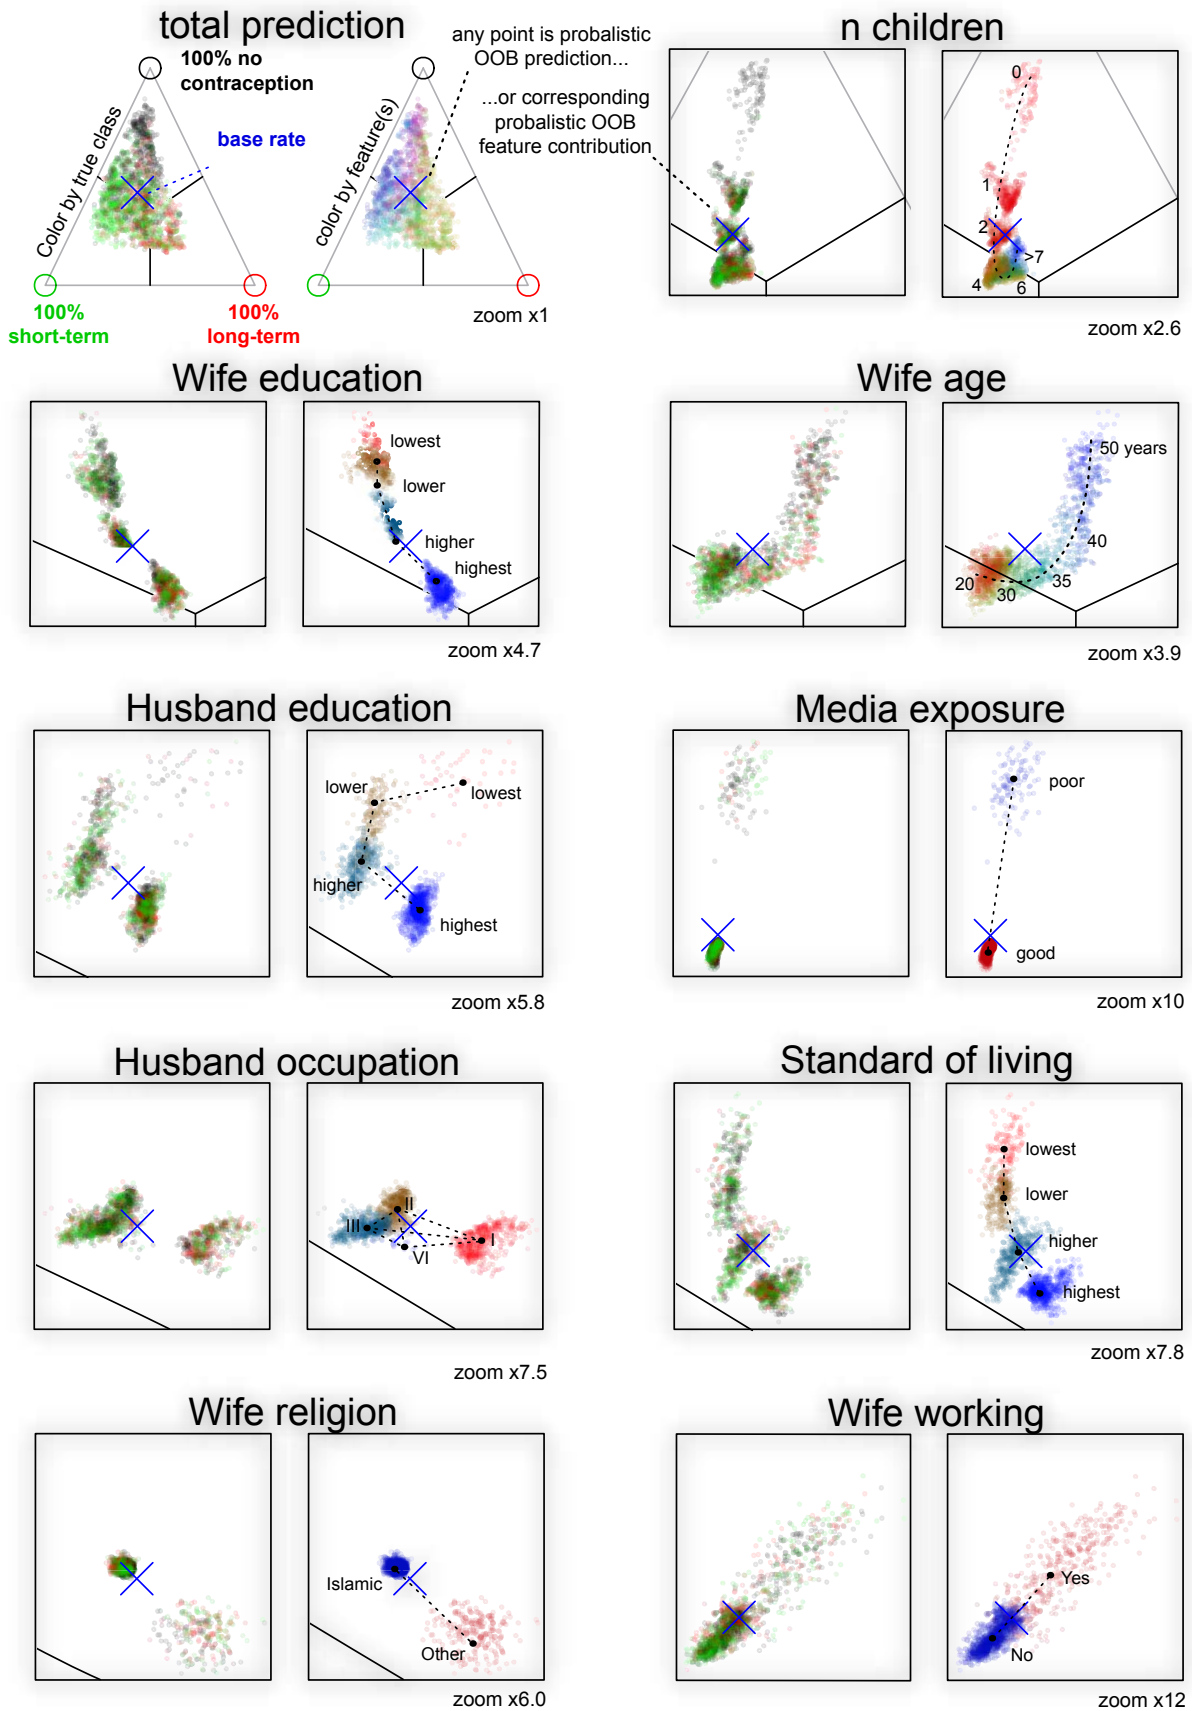 total prediction
100% no
contraception
Color by true class
base rate
100%
short-term
100%
long-term
color by feature(s)
any point is probalistic
OOB prediction...
...or corresponding
probalistic OOB
feature contribution
zoom x1
n children
0
1
2
>7
4
6
zoom x2.6
Wife education
lowest
lower
higher
highest
zoom x4.7
Wife age
50 years
40
35
20
30
zoom x3.9
Husband education
lower
lowest
higher
highest
zoom x5.8
Media exposure
poor
good
zoom x10
Husband occupation
II
III
I
VI
zoom x7.5
Standard of living
lowest
lower
higher
highest
zoom x7.8
Wife religion
Islamic
Other
zoom x6.0
Wife working
Yes
No
zoom x12